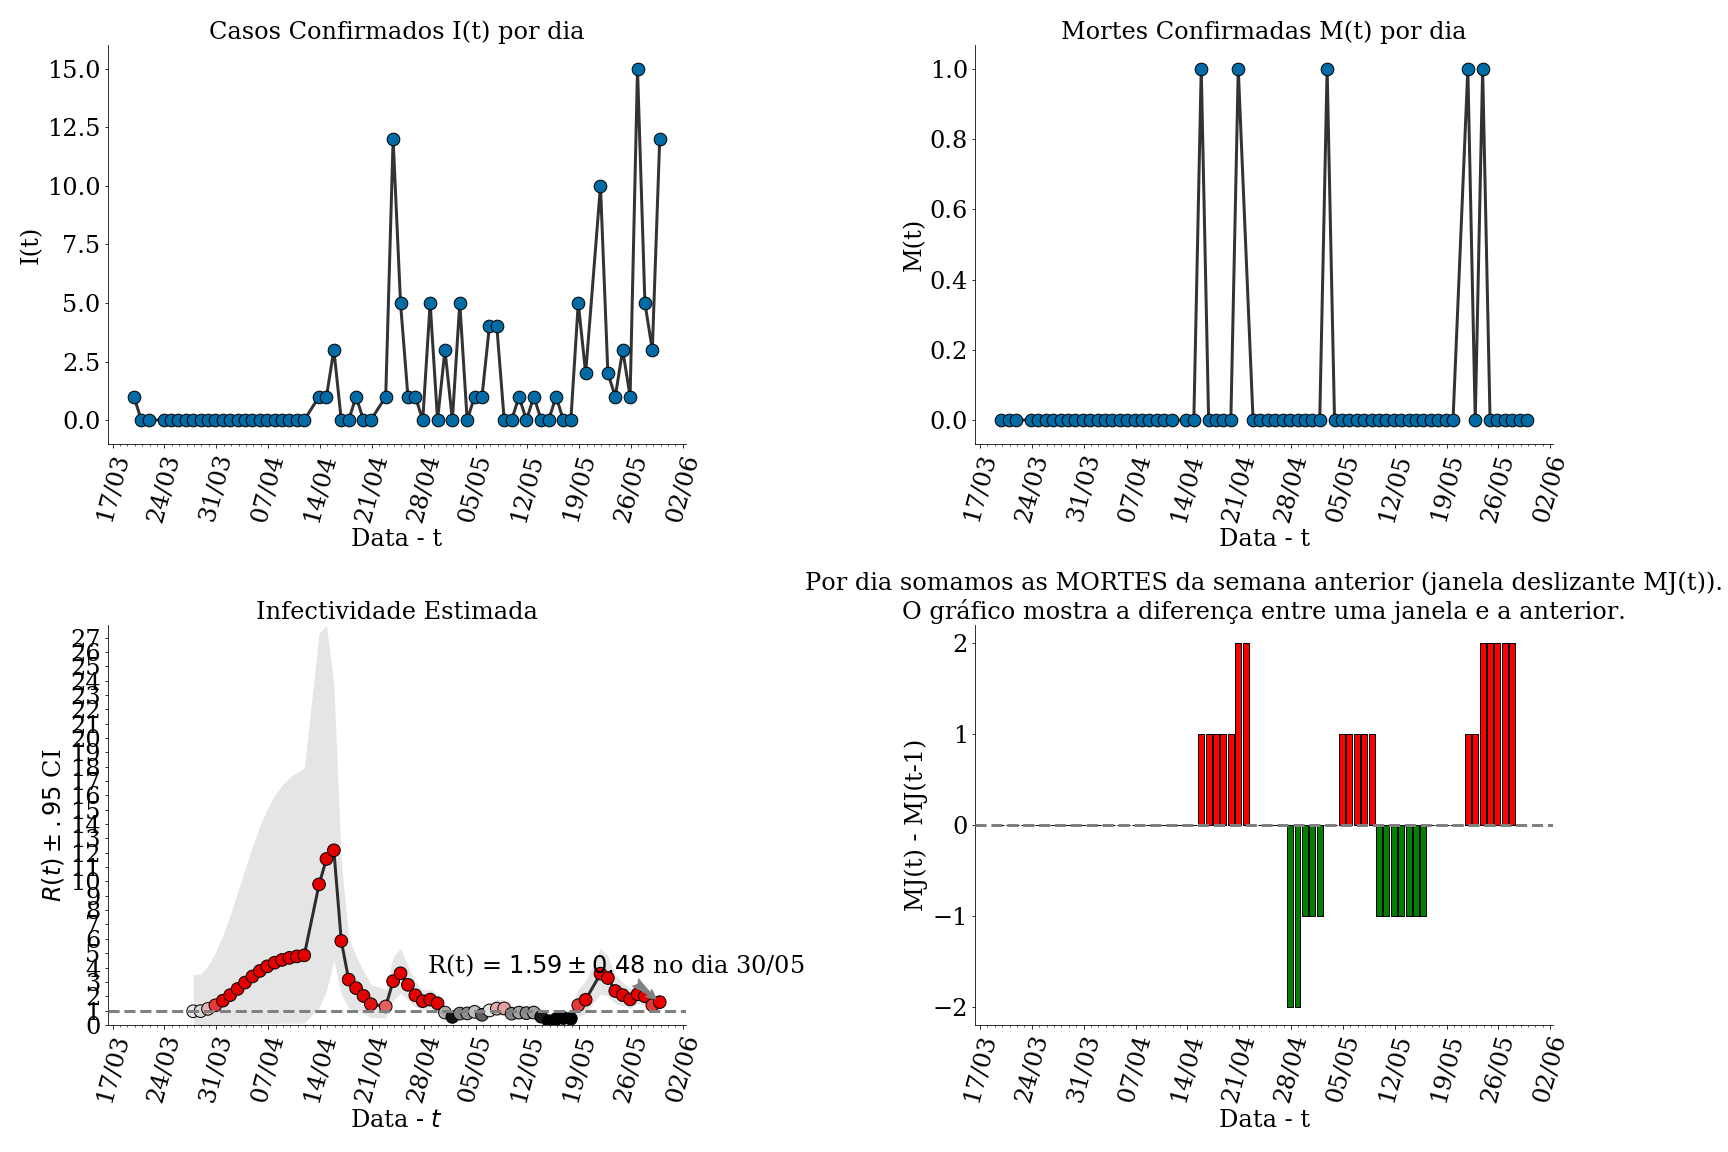 Casos Confirmados I(t) por dia
I(t)
15.0
12.5
10.0
7.5
5.0
2.5
0.0
17/03 24/03 31/03 07/04 14/04 21/04 28/04 05/05 12/05 19/05 26/05 02/06
Data - t
Mortes Confirmadas M(t) por dia
M(t)
1.0
0.8
0.6
0.4
0.2
0.0
17/03 24/03 31/03 07/04 14/04 21/04 28/04 05/05 12/05 19/05 26/05 02/06
Data - t
Infectividade Estimada
R(t) ± .95 CI
27
26
25
24
23
22
21
20
19
18
17
16
15
14
13
12
11
10
9
8
7
6
5
4
3
2
1
0
R(t) = 1.59 ± 0.48 no dia 30/05
17/03 24/03 31/03 07/04 14/04 21/04 28/04 05/05 12/05 19/05 26/05 02/06
Data - t
Por dia somamos as MORTES da semana anterior (janela deslizante MJ(t)).
O gráfico mostra a diferença entre uma janela e a anterior.
MJ(t) - MJ(t-1)
2
1
0
−1
−2
17/03 24/03 31/03 07/04 14/04 21/04 28/04 05/05 12/05 19/05 26/05 02/06
Data - t